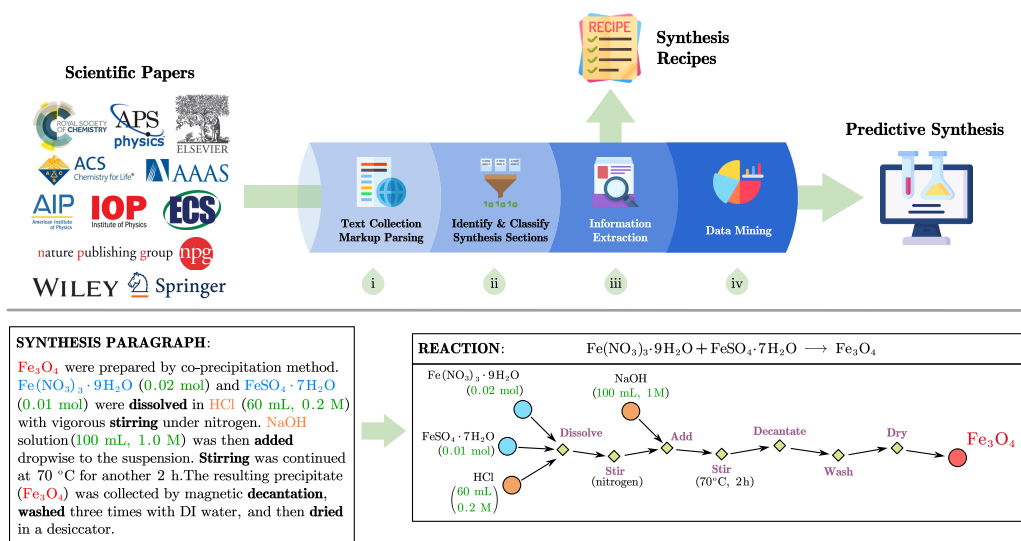 RECIPE
Synthesis
Recipes
Scientific Papers
ROYAL SOCIETY
OF CHEMISTRY
APS
physics
ELSEVIER
ACS
Chemistry for Life®
AAAS
AIP
American Institute
of Physics
IOP
Institute of Physics
ECS
nature publishing group npg
WILEY
Springer
Predictive Synthesis
Text Collection
Markup Parsing
Identify & Classify
Synthesis Sections
Information
Extraction
Data Mining
i
ii
iii
iv
SYNTHESIS PARAGRAPH:
Fe₃O₄ were prepared by co-precipitation method.
Fe(NO₃)₃ · 9H₂O (0.02 mol) and FeSO₄ · 7H₂O
(0.01 mol) were dissolved in HCl (60 mL, 0.2 M)
with vigorous stirring under nitrogen. NaOH
solution(100 mL, 1.0 M) was then added
dropwise to the suspension. Stirring was continued
at 70 °C for another 2 h.The resulting precipitate
(Fe₃O₄) was collected by magnetic decantation,
washed three times with DI water, and then dried
in a desiccator.
REACTION: Fe(NO₃)₃·9H₂O+FeSO₄·7H₂O ⟶ Fe₃O₄
Fe(NO₃)₃ · 9H₂O
(0.02 mol)
FeSO₄ · 7H₂O
(0.01 mol)
HCl
(60 mL
0.2 M)
Dissolve
Stir
(nitrogen)
NaOH
(100 mL, 1M)
Add
Stir
(70°C, 2h)
Decantate
Wash
Dry
Fe₃O₄